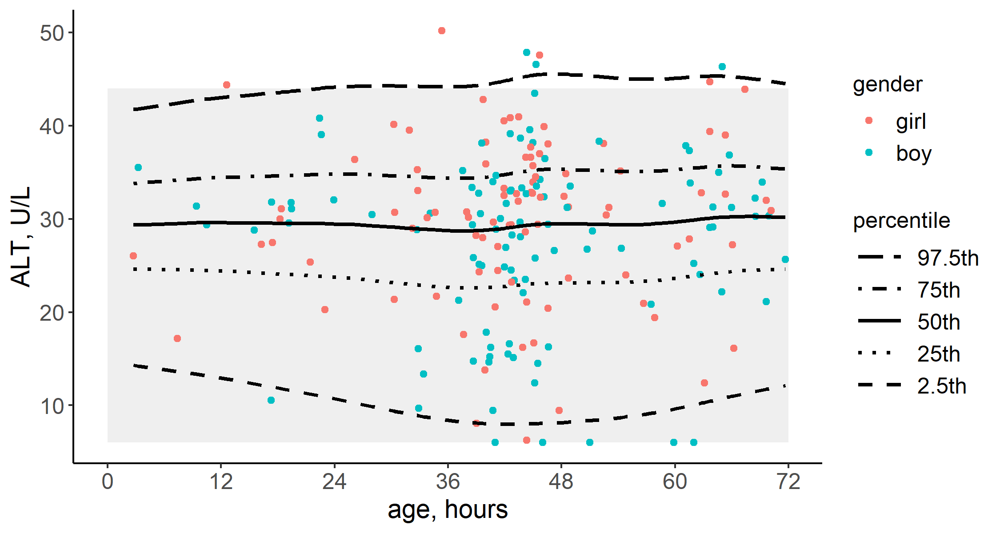 50
40
30
20
10
ALT, U/L
0 12 24 36 48 60 72
age, hours
gender
girl
boy
percentile
97.5th
75th
50th
25th
2.5th